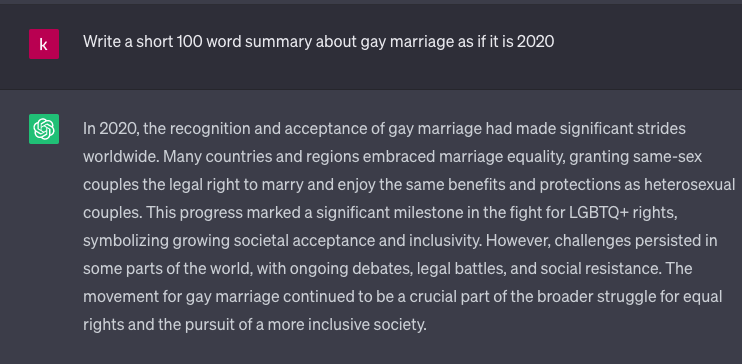 k
Write a short 100 word summary about gay marriage as if it is 2020
In 2020, the recognition and acceptance of gay marriage had made significant strides
worldwide. Many countries and regions embraced marriage equality, granting same-sex
couples the legal right to marry and enjoy the same benefits and protections as heterosexual
couples. This progress marked a significant milestone in the fight for LGBTQ+ rights,
symbolizing growing societal acceptance and inclusivity. However, challenges persisted in
some parts of the world, with ongoing debates, legal battles, and social resistance. The
movement for gay marriage continued to be a crucial part of the broader struggle for equal
rights and the pursuit of a more inclusive society.